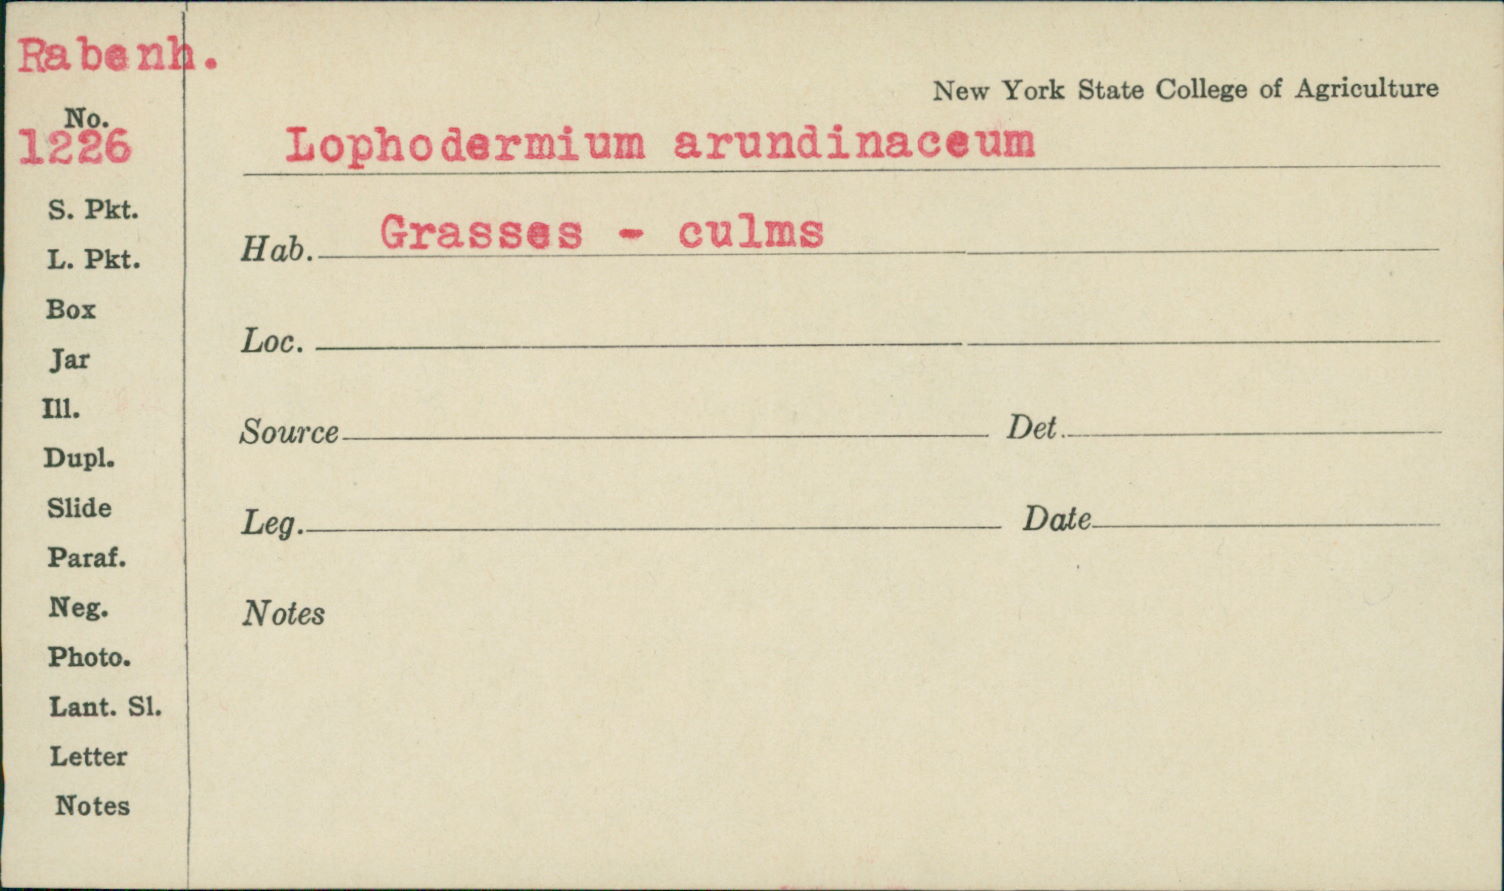 Rabenh.
No.
1226
S. Pkt.
L. Pkt.
Box
Jar
Ill.
Dupl.
Slide
Paraf.
Neg.
Photo.
Lant. Sl.
Letter
Notes
New York State College of Agriculture
Lophodermium arundinaceum
Hab. Grasses - culms
Loc.
Source Det.
Leg. Date
Notes